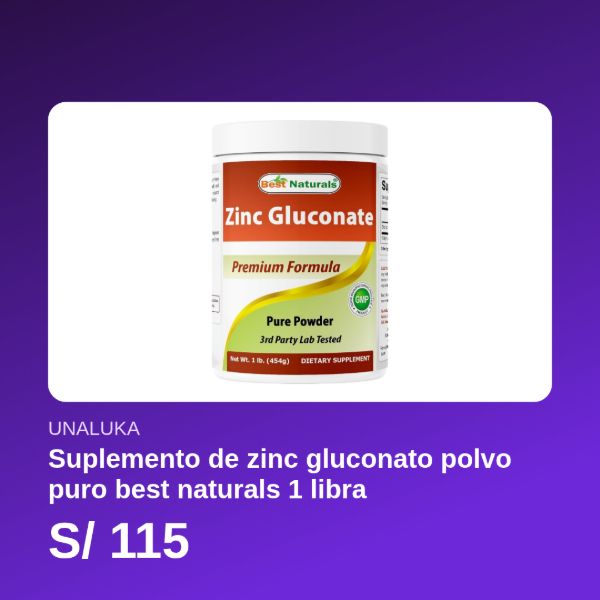 Best Naturals
Zinc Gluconate
Premium Formula
GMP
Pure Powder
3rd Party Lab Tested
Net Wt. 1 lb. (454g) DIETARY SUPPLEMENT
UNALUKA
Suplemento de zinc gluconato polvo
puro best naturals 1 libra
S/ 115